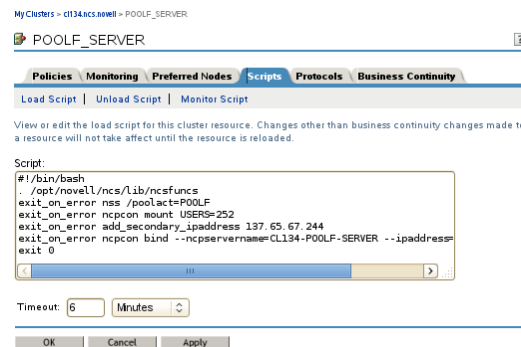 My Clusters > cl134.ncs.novell > POOLF_SERVER
POOLF_SERVER
Policies Monitoring Preferred Nodes Scripts Protocols Business Continuity
Load Script | Unload Script | Monitor Script
View or edit the load script for this cluster resource. Changes other than business continuity changes made to
a resource will not take affect until the resource is reloaded.
Script:
#!/bin/bash
. /opt/novell/ncs/lib/ncsfuncs
exit_on_error nss /poolact=POOLF
exit_on_error ncpcon mount USERS=252
exit_on_error add_secondary_ipaddress 137.65.67.244
exit_on_error ncpcon bind --ncpservername=CL134-POOLF-SERVER --ipaddress=
exit 0
Timeout: 6 Minutes
OK Cancel Apply